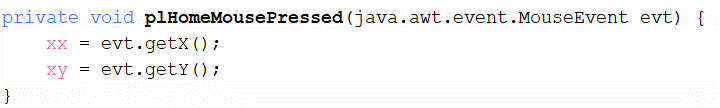 private void plHomeMousePressed(java.awt.event.MouseEvent evt) {
    xx = evt.getX();
    xy = evt.getY();
}